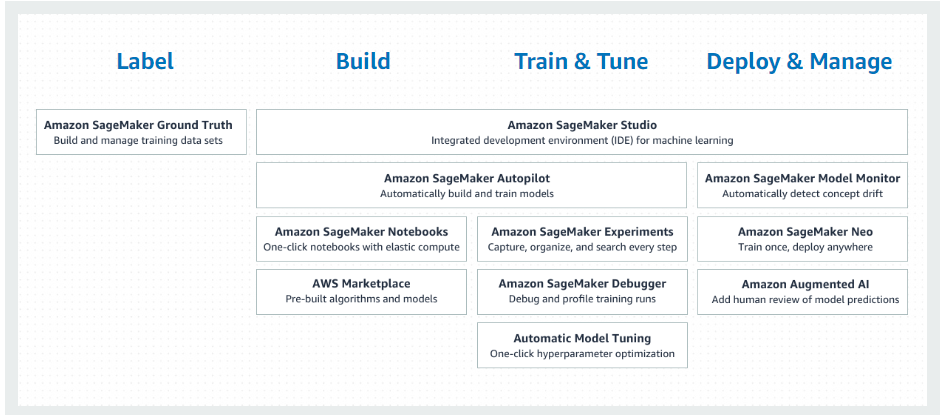 Label
Build
Train & Tune
Deploy & Manage
Amazon SageMaker Ground Truth
Build and manage training data sets
Amazon SageMaker Studio
Integrated development environment (IDE) for machine learning
Amazon SageMaker Autopilot
Automatically build and train models
Amazon SageMaker Model Monitor
Automatically detect concept drift
Amazon SageMaker Notebooks
One-click notebooks with elastic compute
Amazon SageMaker Experiments
Capture, organize, and search every step
Amazon SageMaker Neo
Train once, deploy anywhere
AWS Marketplace
Pre-built algorithms and models
Amazon SageMaker Debugger
Debug and profile training runs
Amazon Augmented AI
Add human review of model predictions
Automatic Model Tuning
One-click hyperparameter optimization